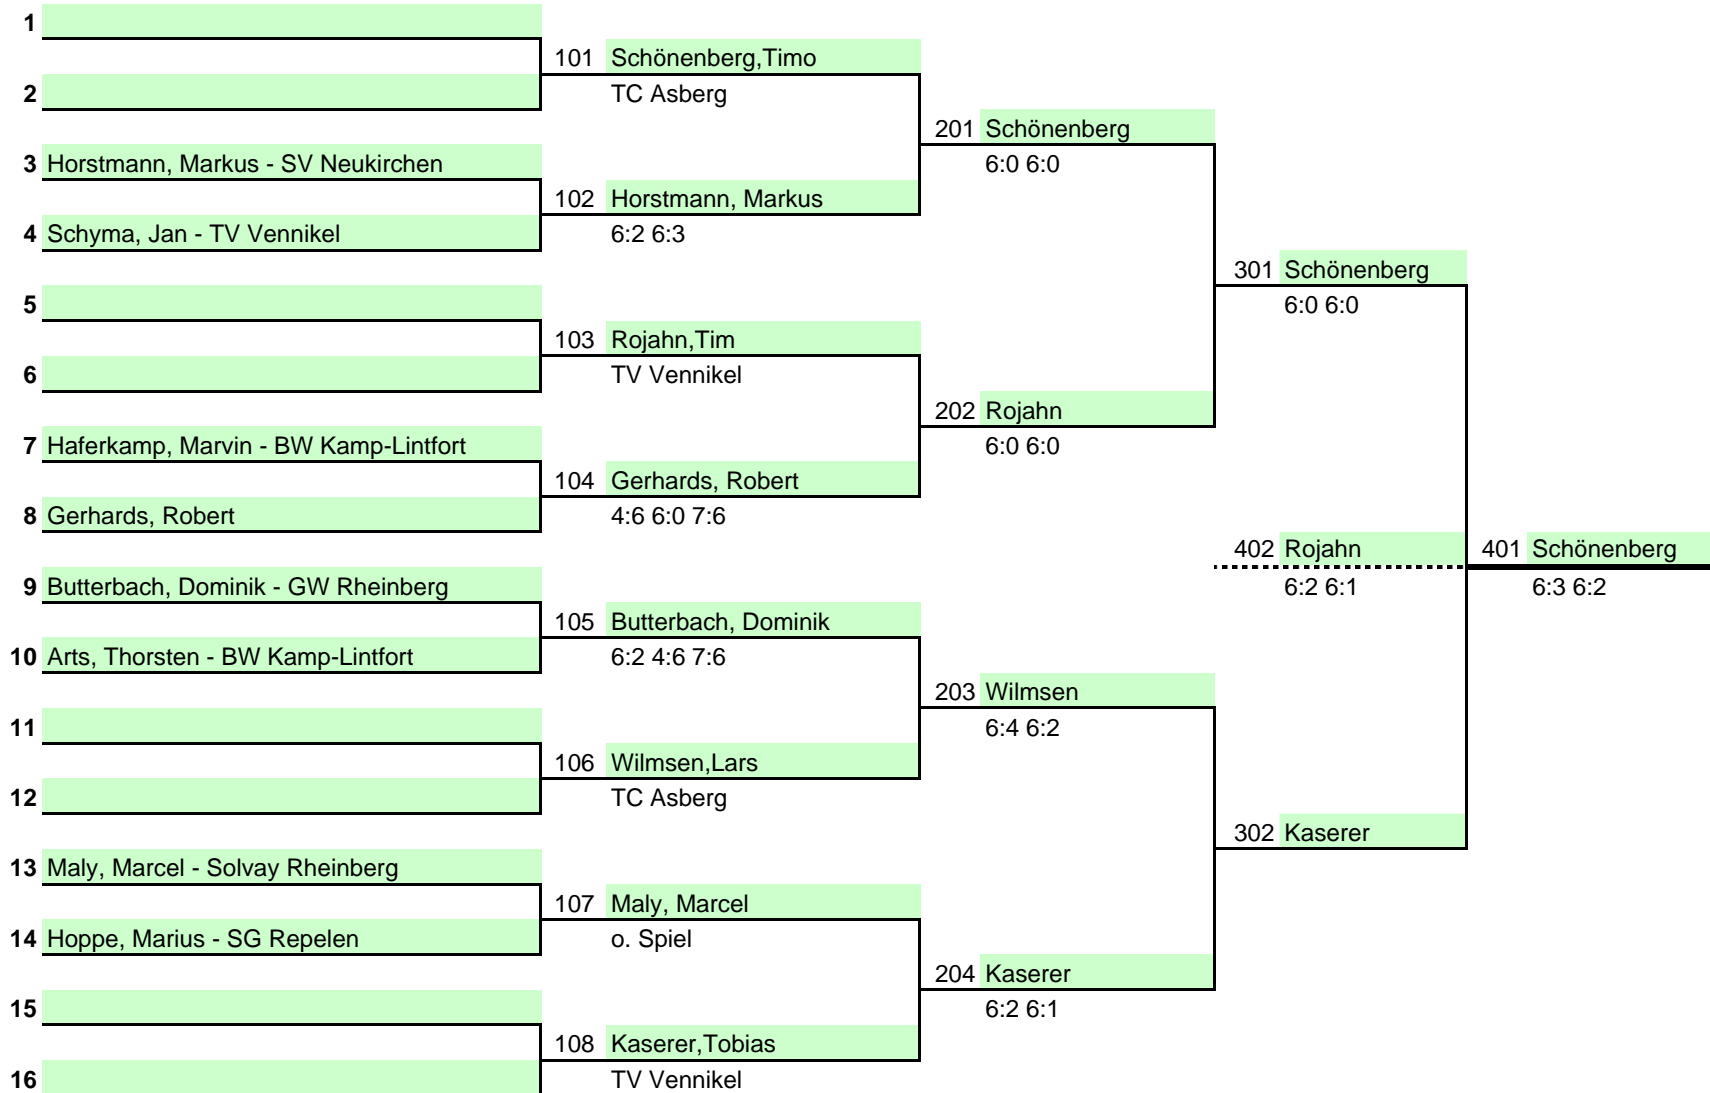 1
101 Schönenberg,Timo
2
TC Asberg
201 Schönenberg
3 Horstmann, Markus - SV Neukirchen
6:0 6:0
102 Horstmann, Markus
4 Schyma, Jan - TV Vennikel
6:2 6:3
301 Schönenberg
5
6:0 6:0
103 Rojahn,Tim
6
TV Vennikel
202 Rojahn
7 Haferkamp, Marvin - BW Kamp-Lintfort
6:0 6:0
104 Gerhards, Robert
8 Gerhards, Robert
4:6 6:0 7:6
402 Rojahn
401 Schönenberg
9 Butterbach, Dominik - GW Rheinberg
6:2 6:1
6:3 6:2
105 Butterbach, Dominik
10 Arts, Thorsten - BW Kamp-Lintfort
6:2 4:6 7:6
203 Wilmsen
11
6:4 6:2
106 Wilmsen,Lars
12
TC Asberg
302 Kaserer
13 Maly, Marcel - Solvay Rheinberg
107 Maly, Marcel
14 Hoppe, Marius - SG Repelen
o. Spiel
204 Kaserer
15
6:2 6:1
108 Kaserer,Tobias
16
TV Vennikel